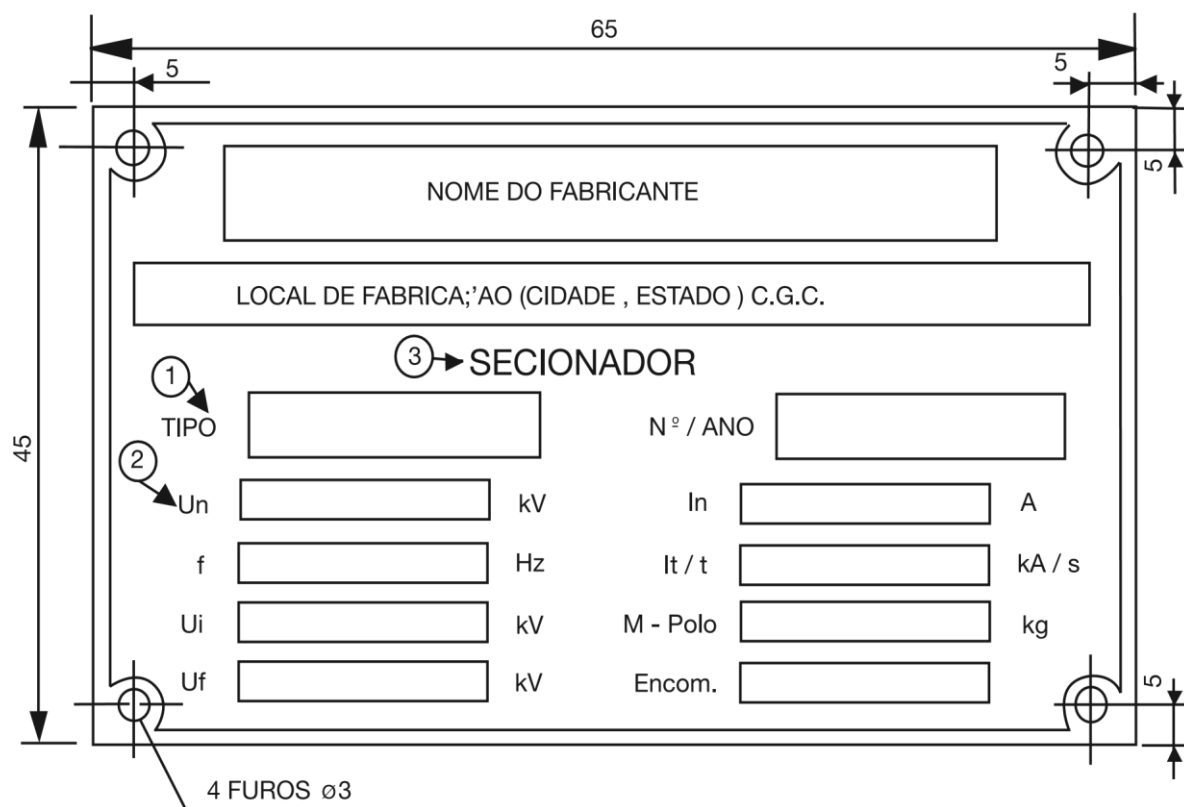 65
5
5
5
NOME DO FABRICANTE
LOCAL DE FABRICA;'AO (CIDADE , ESTADO ) C.G.C.
3 SECIONADOR
1
TIPO
Nº / ANO
45
2
Un kV In A
f Hz It / t kA / s
Ui kV M - Polo kg
Uf kV Encom.
5
4 FUROS ø3